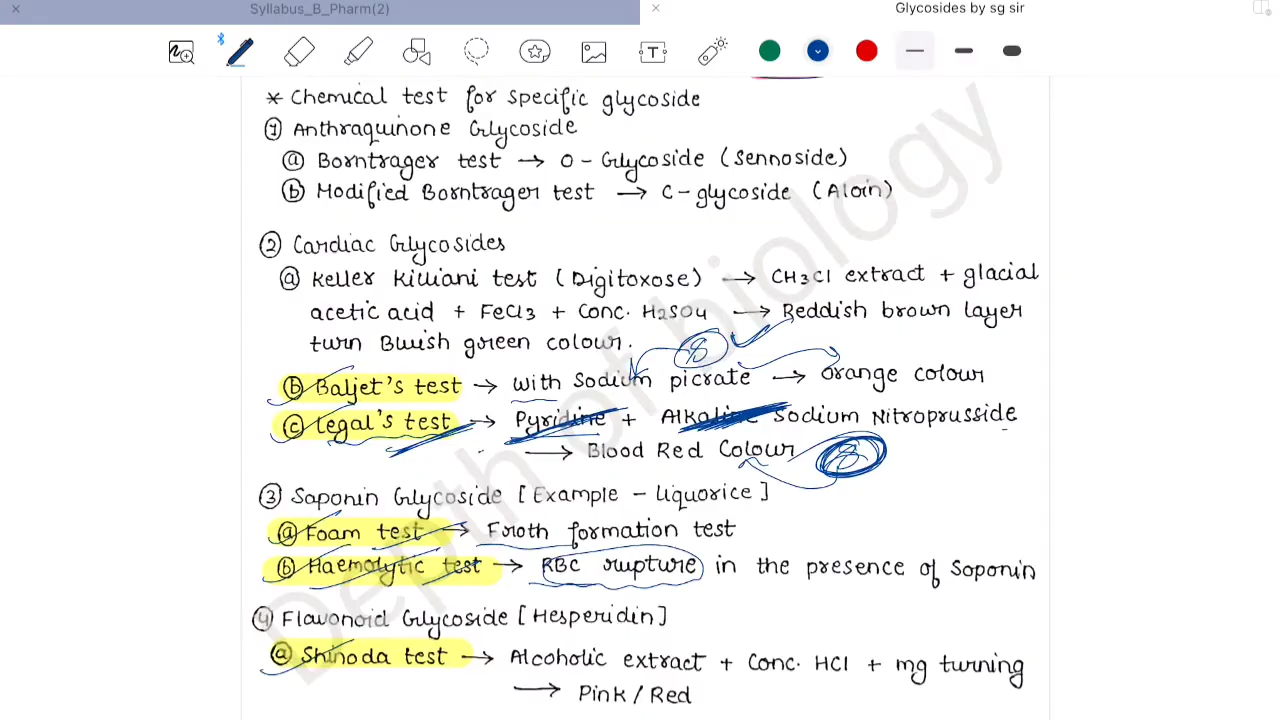 Syllabus_B_Pharm(2)
Glycosides by sg sir
* Chemical test for specific glycoside
① Anthraquinone Glycoside
ⓐ Borntrager test → O-Glycoside (Sennoside)
ⓑ Modified Borntrager test → C-glycoside (Aloin)
② Cardiac Glycosides
ⓐ Keller Killiani test (Digitoxose) → CH3Cl extract + glacial
acetic acid + FeCl3 + Conc. H2SO4 → Reddish brown layer
turn Bluish green colour.
ⓑ Baljet's test → with Sodium picrate → orange colour
ⓒ Legal's test → Pyridine + Alkaline Sodium Nitroprusside
→ Blood Red Colour
③ Saponin Glycoside [Example - Liquorice]
ⓐ Foam test → Froth formation test
ⓑ Haemolytic test → RBC rupture in the presence of Saponin
④ Flavonoid Glycoside [Hesperidin]
ⓐ Shinoda test → Alcoholic extract + Conc. HCl + mg turning
→ Pink / Red
Depth of biology